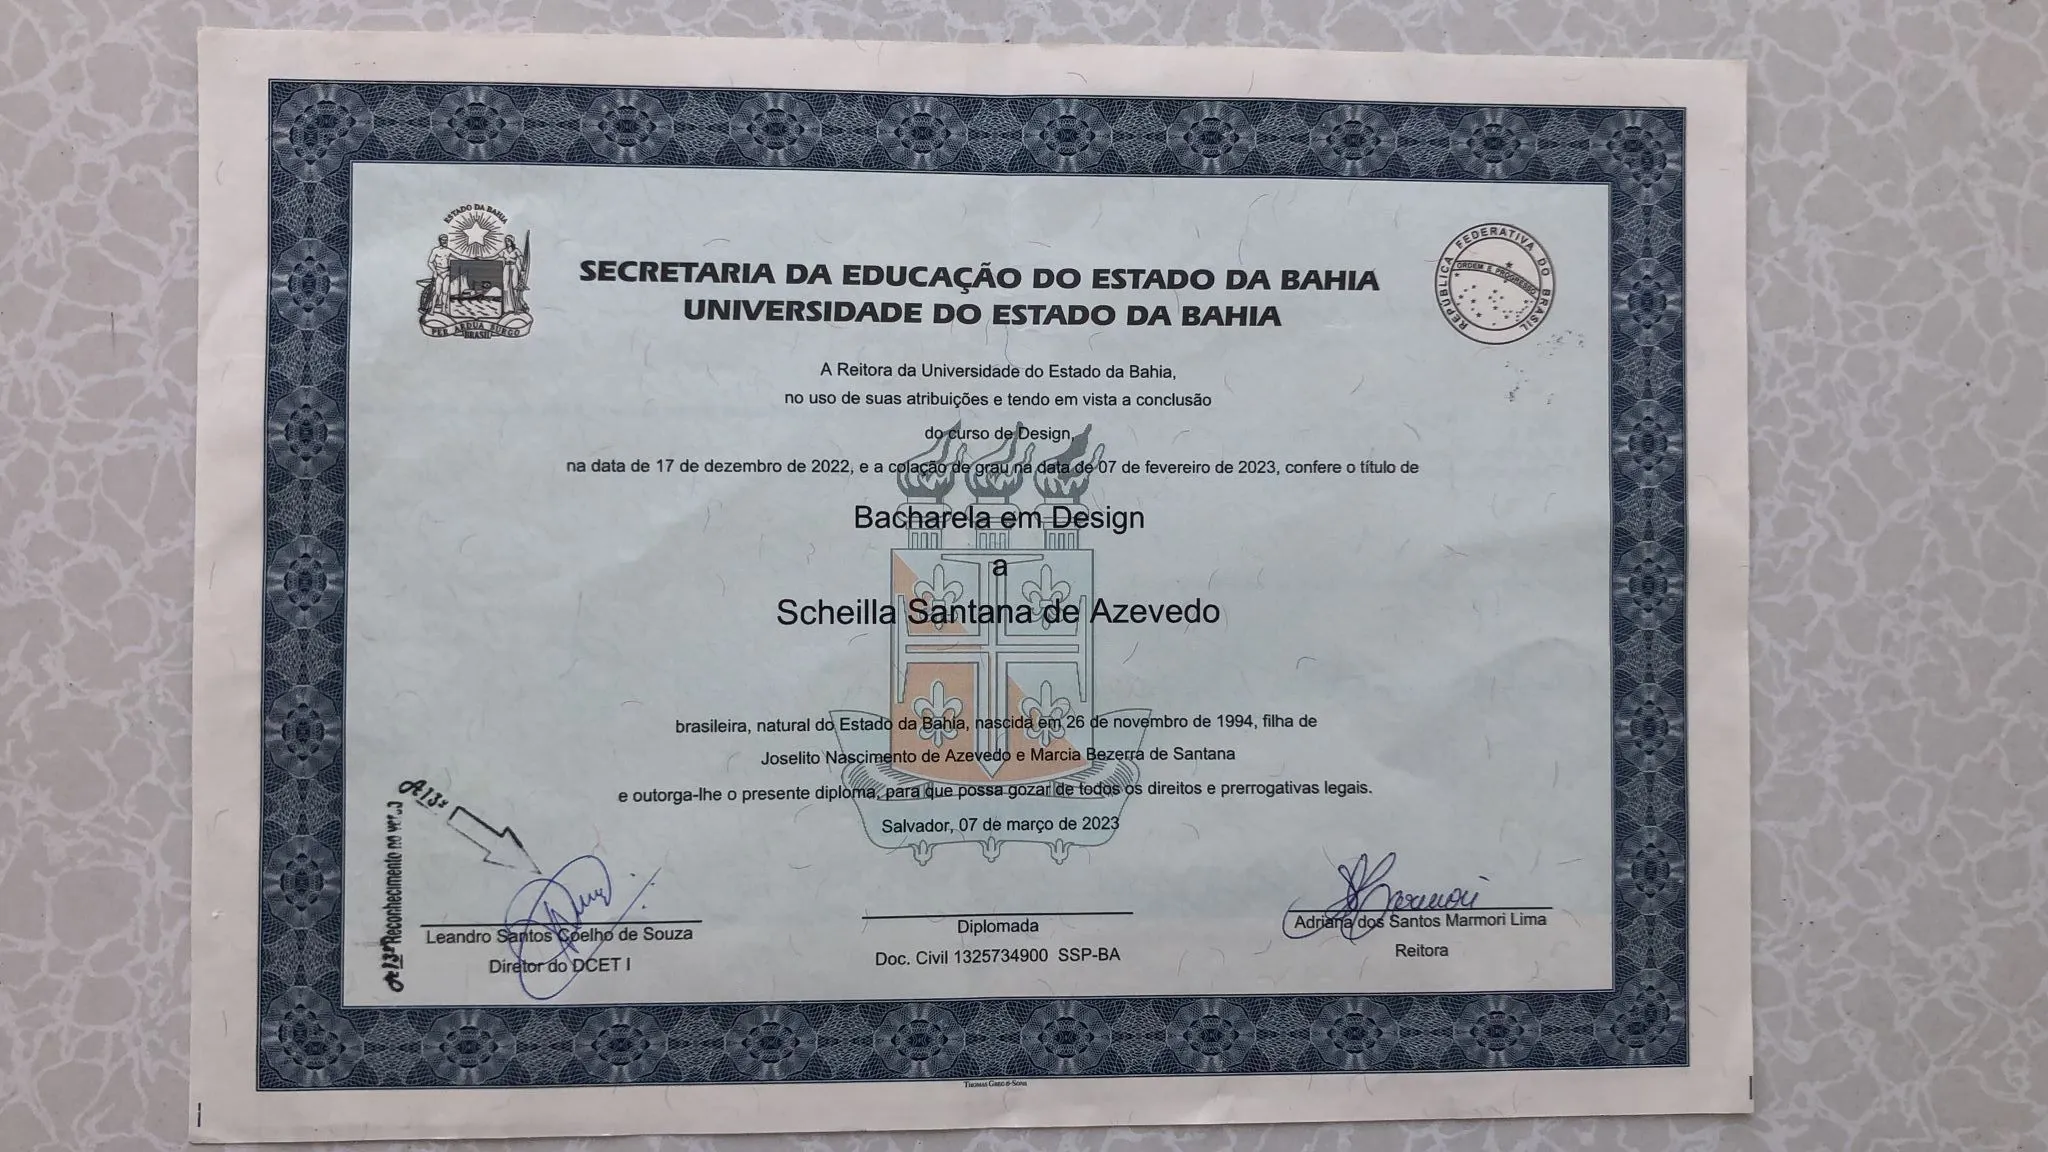 ESTADO DA BAHIA
PER ARDUA SURGO
BRASIL
SECRETARIA DA EDUCAÇÃO DO ESTADO DA BAHIA
UNIVERSIDADE DO ESTADO DA BAHIA
REPÚBLICA FEDERATIVA DO BRASIL
ORDEM E PROGRESSO
A Reitora da Universidade do Estado da Bahia,
no uso de suas atribuições e tendo em vista a conclusão
do curso de Design,
na data de 17 de dezembro de 2022, e a colação de grau na data de 07 de fevereiro de 2023, confere o título de
Bacharela em Design
a
Scheilla Santana de Azevedo
brasileira, natural do Estado da Bahia, nascida em 26 de novembro de 1994, filha de
Joselito Nascimento de Azevedo e Marcia Bezerra de Santana
e outorga-lhe o presente diploma, para que possa gozar de todos os direitos e prerrogativas legais.
Salvador, 07 de março de 2023
Reconhecimento no
Leandro Santos Coelho de Souza
Diretor do DCET I
Diplomada
Doc. Civil 1325734900 SSP-BA
Adriana dos Santos Marmori Lima
Reitora
THOMAS GREG & SONS